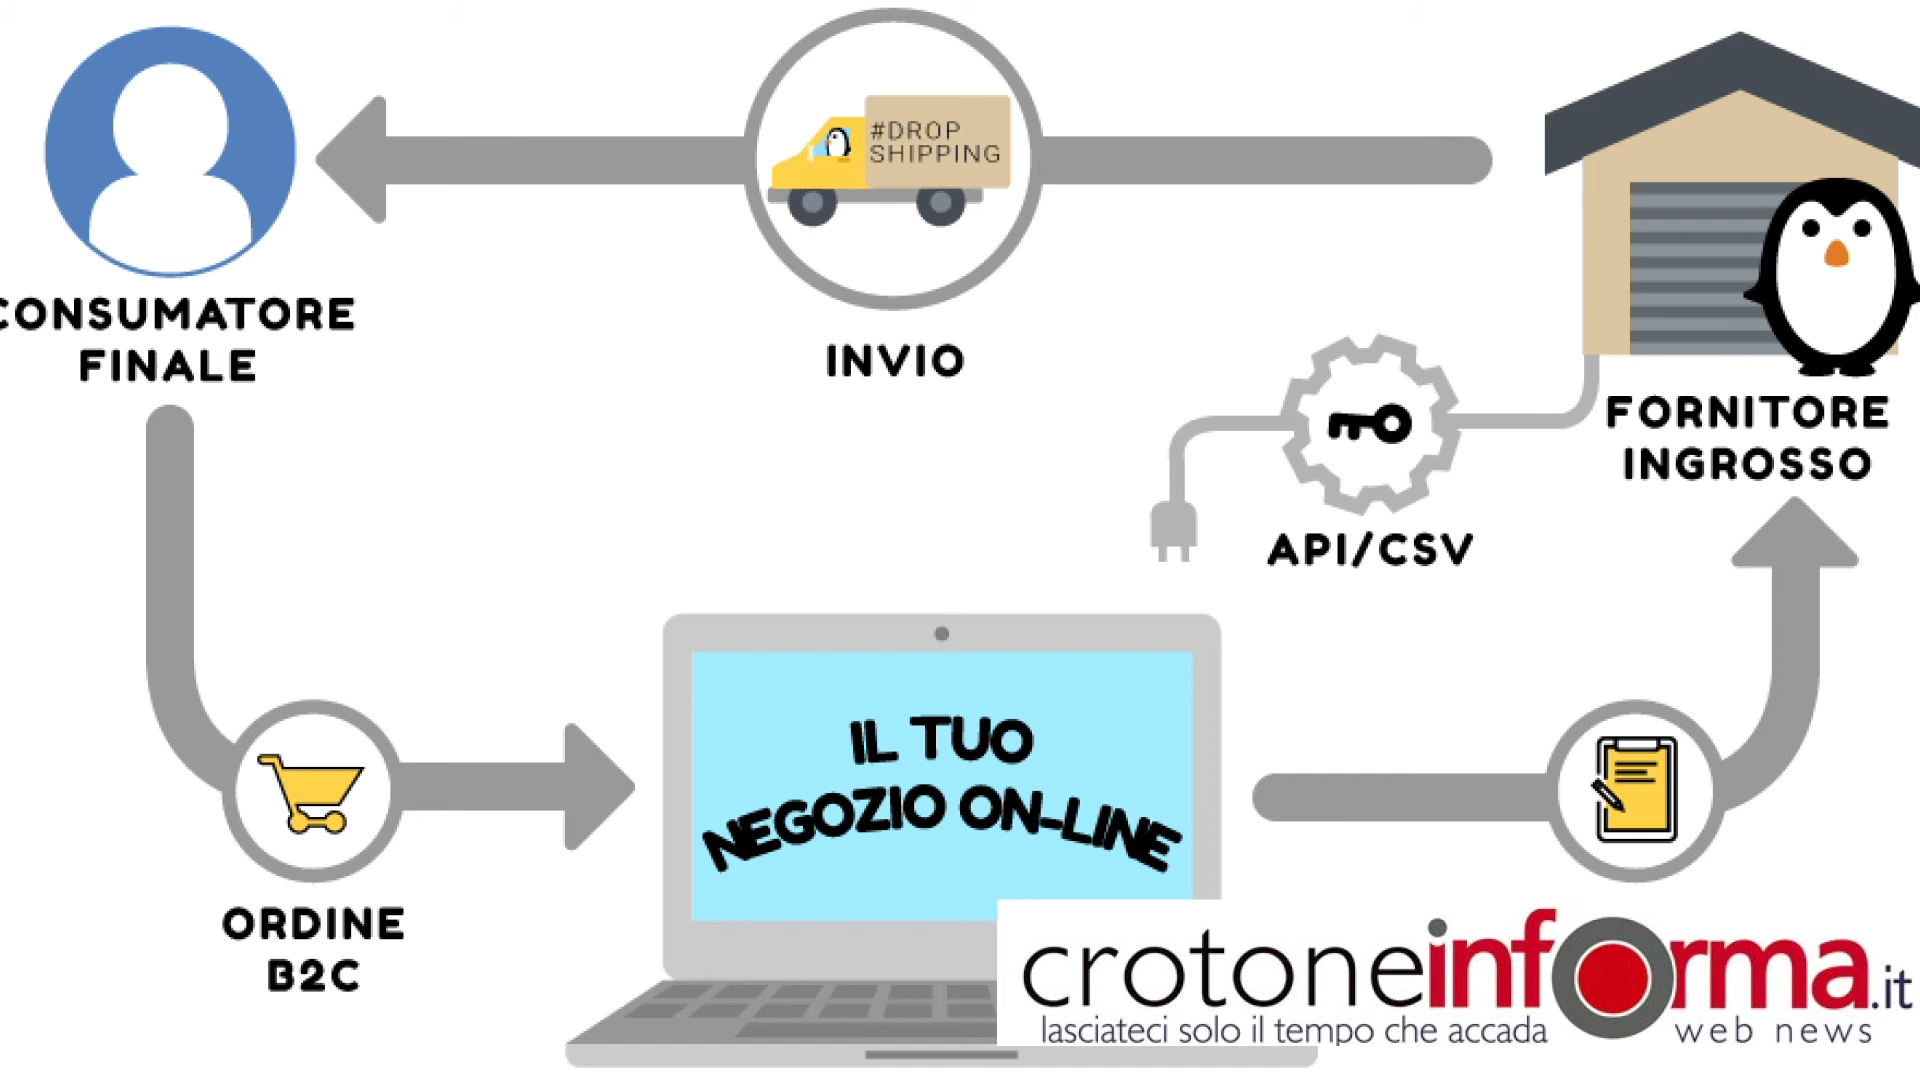 #DROP
SHIPPING
CONSUMATORE
FINALE
INVIO
FORNITORE
INGROSSO
API/CSV
IL TUO
NEGOZIO ON-LINE
ORDINE
B2C
crotoneinforma.it
lasciateci solo il tempo che accada
web news